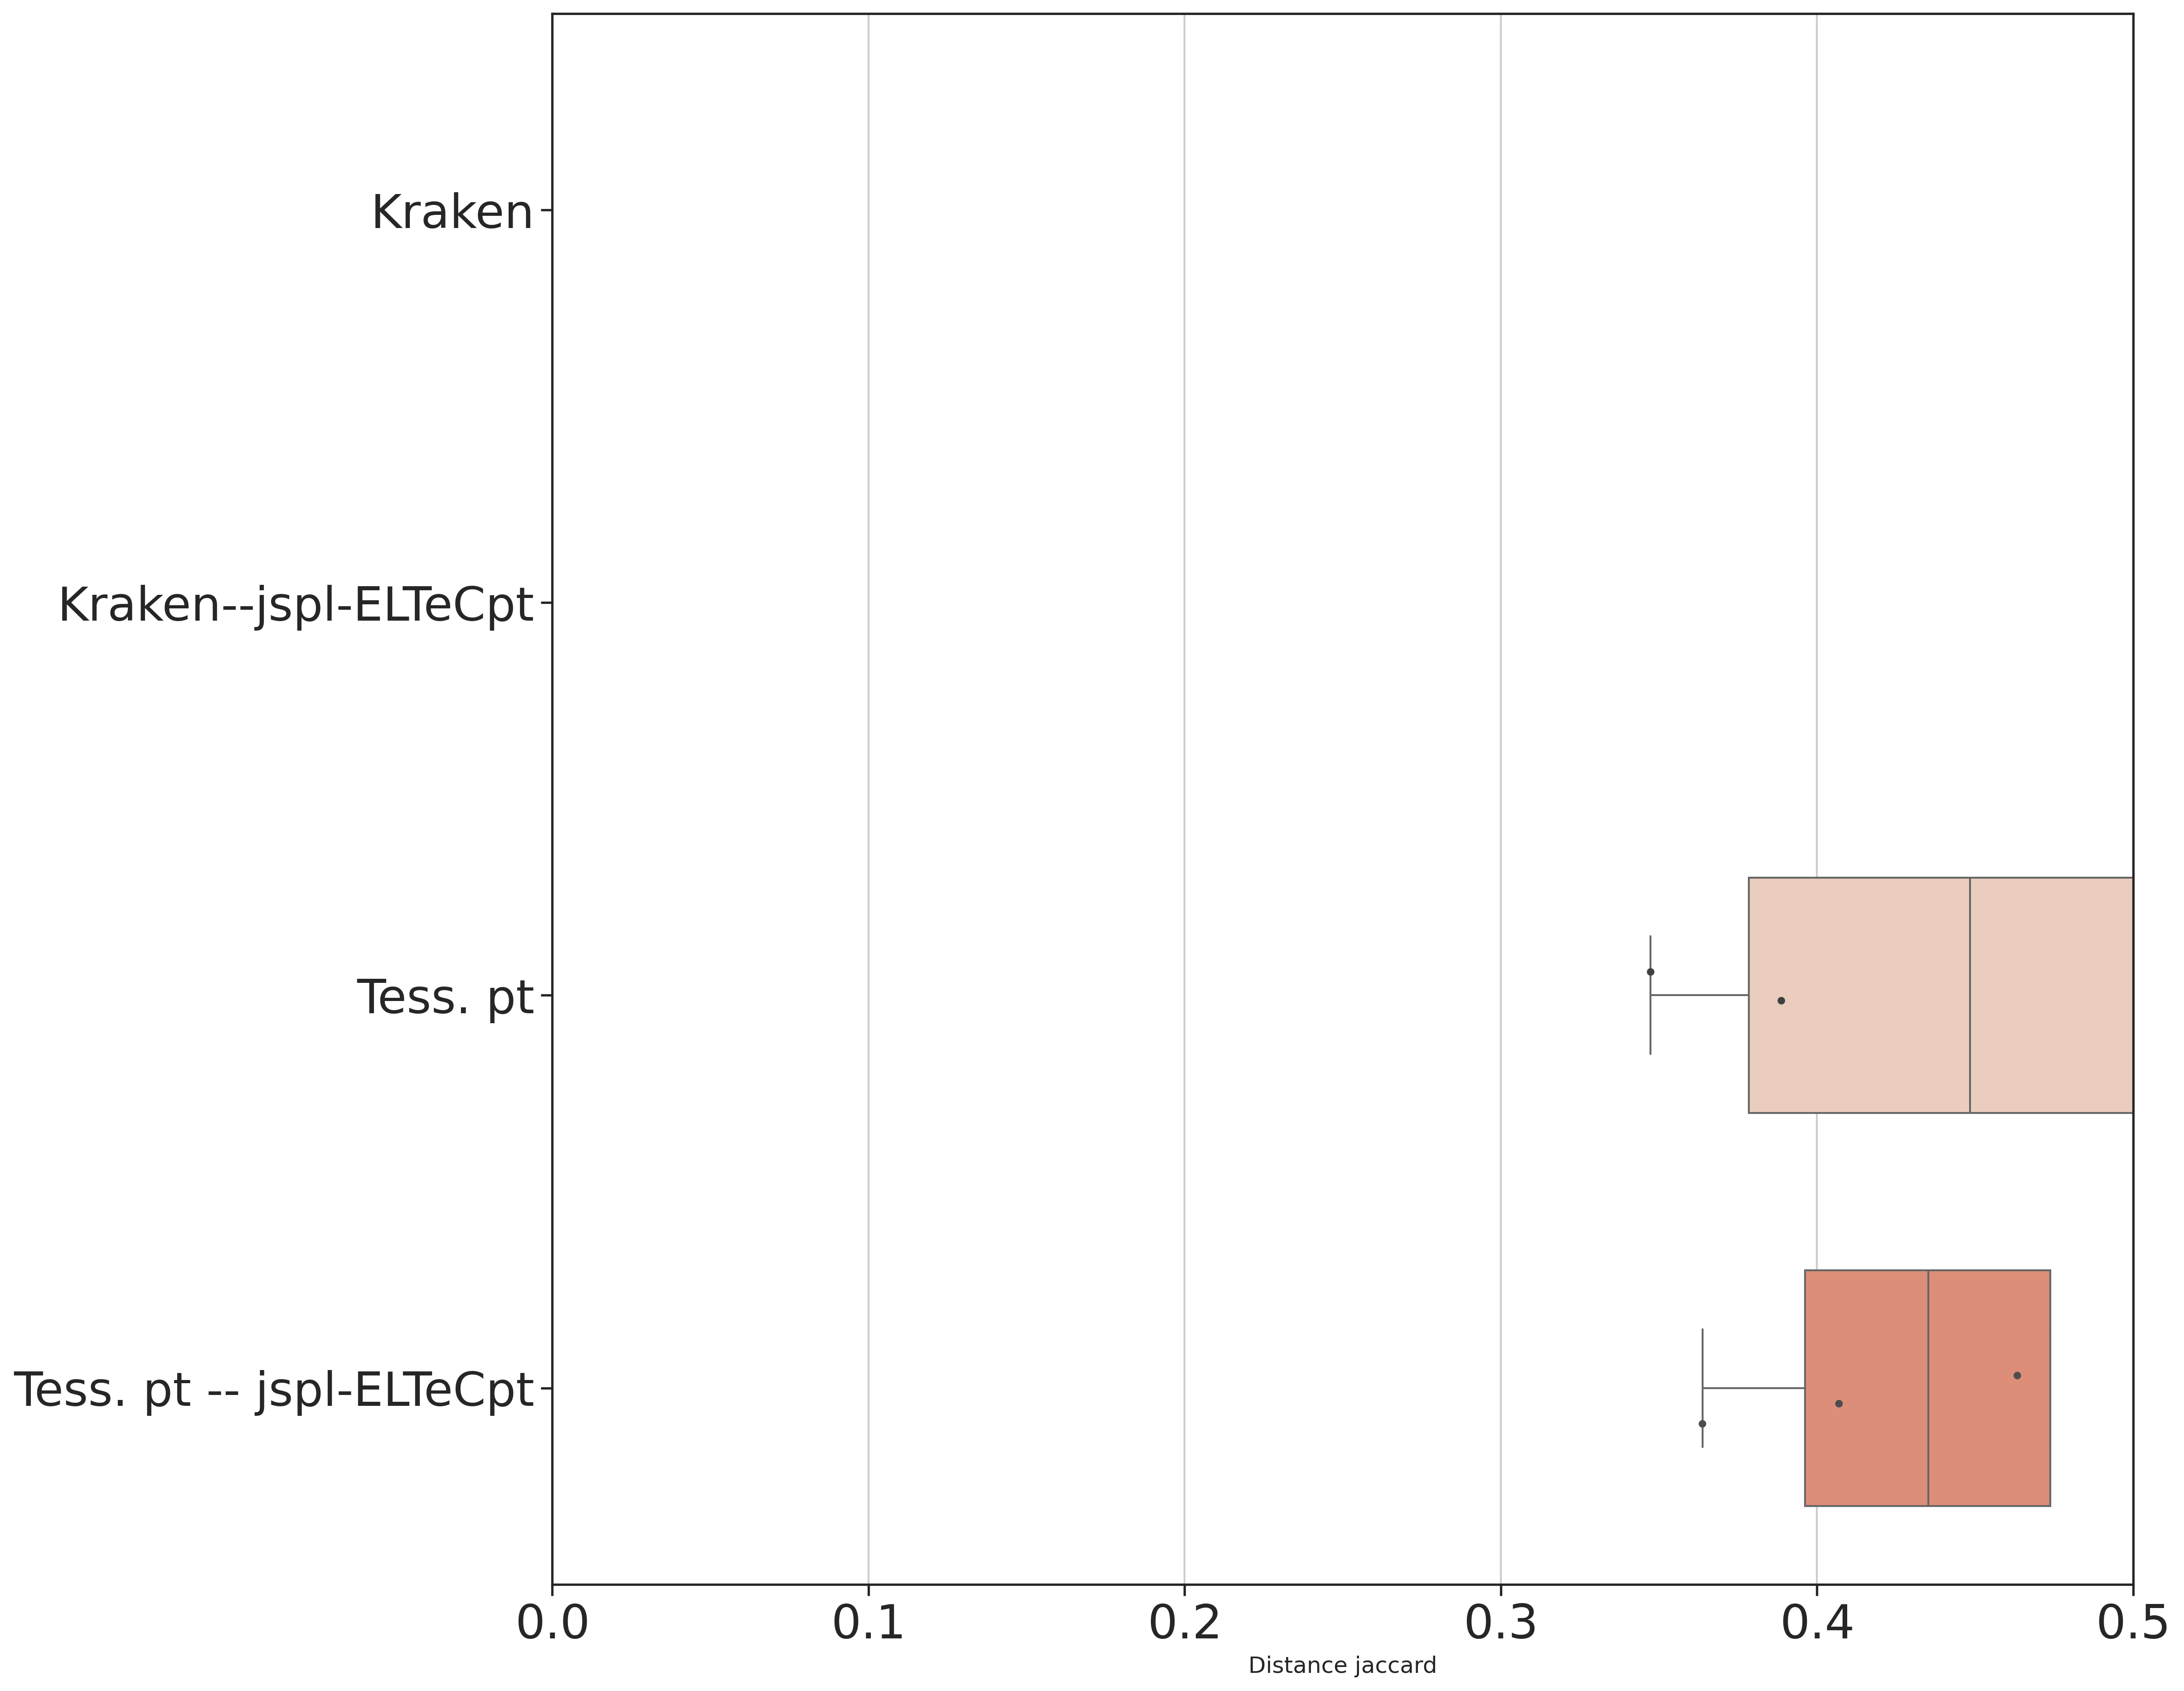 Kraken
Kraken--jspl-ELTeCpt
Tess. pt
Tess. pt -- jspl-ELTeCpt
0.0 0.1 0.2 0.3 0.4 0.5
Distance jaccard